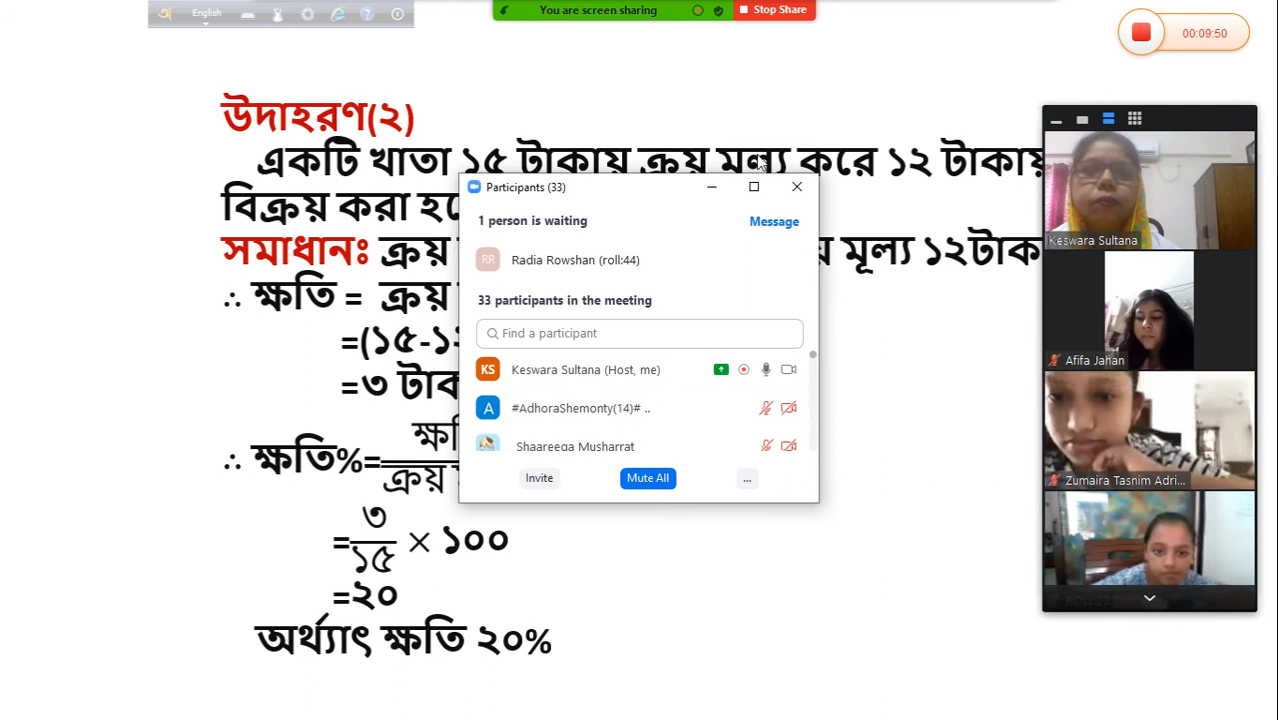 English
You are screen sharing
Stop Share
00:09:50
উদাহরণ(২)
একটি খাতা ১৫ টাকায় ক্রয় মূল্য করে ১২ টাকায়
বিক্রয় করা
সমাধানঃ ক্রয়
মূল্য ১২টাক
∴ ক্ষতি = ক্রয়
=(১৫-১২
=৩
∴ ক্ষতি%=
ক্রয়
=৩/১৫ × ১০০
=২০
অর্থ্যাৎ ক্ষতি ২০%
Participants (33)
1 person is waiting
Message
RR
Radia Rowshan (roll:44)
33 participants in the meeting
Find a participant
KS
Keswara Sultana (Host, me)
A
#AdhoraShemonty(14)# ..
Shaareeqa Musharrat
Invite
Mute All
...
Keswara Sultana
Afifa Jahan
Zumaira Tasnim Adri...